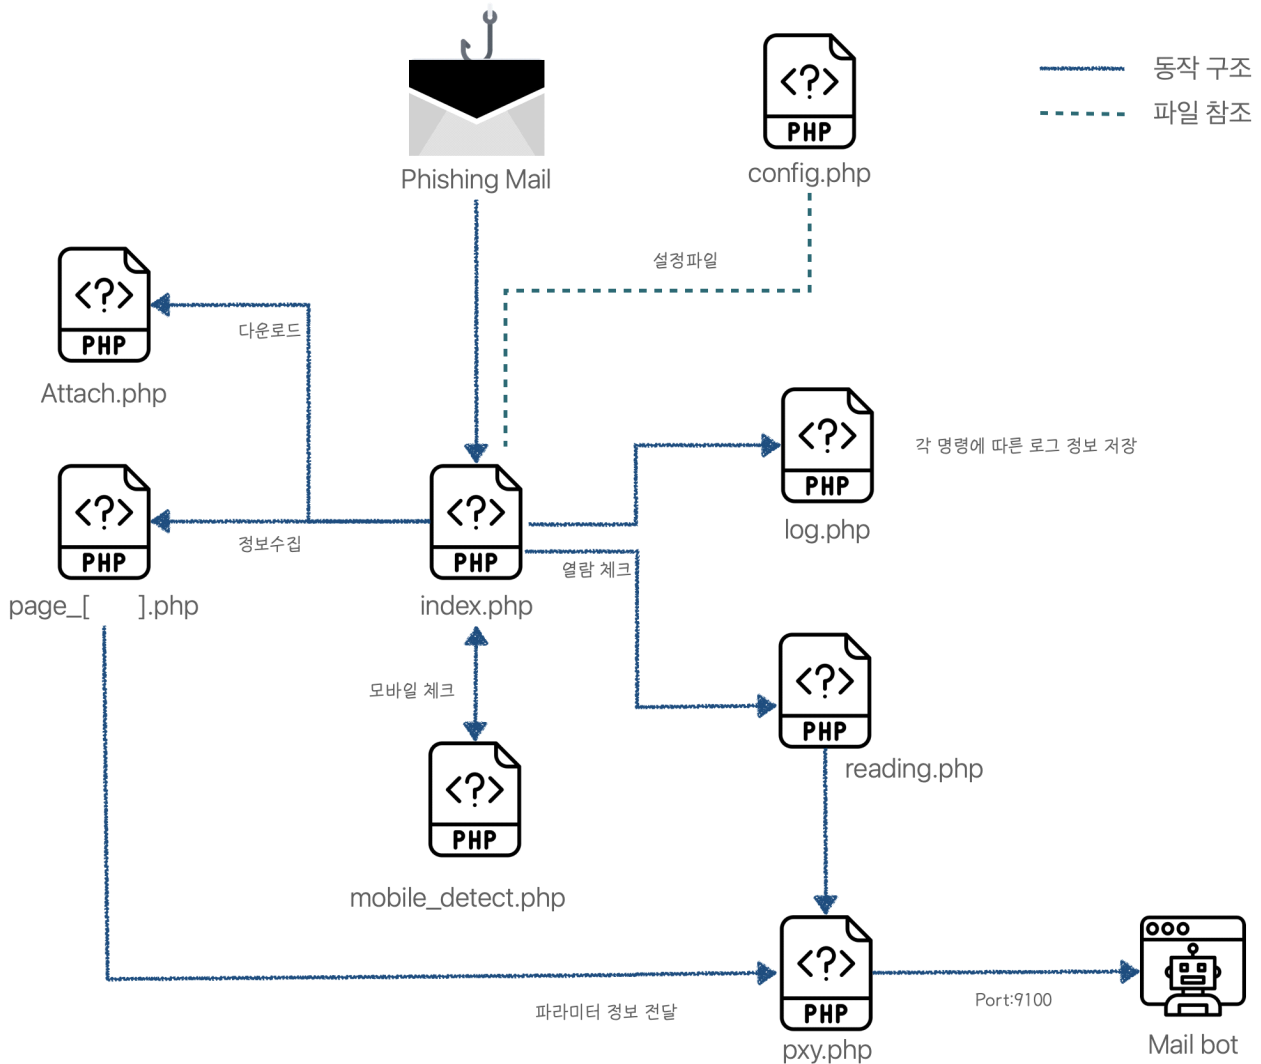 동작 구조
파일 참조
PHP
Phishing Mail
config.php
설정파일
PHP
다운로드
Attach.php
PHP
각 명령에 따른 로그 정보 저장
log.php
PHP
정보수집
PHP
열람 체크
page_[ ].php
index.php
모바일 체크
PHP
reading.php
PHP
mobile_detect.php
PHP
Port:9100
파라미터 정보 전달
pxy.php
Mail bot